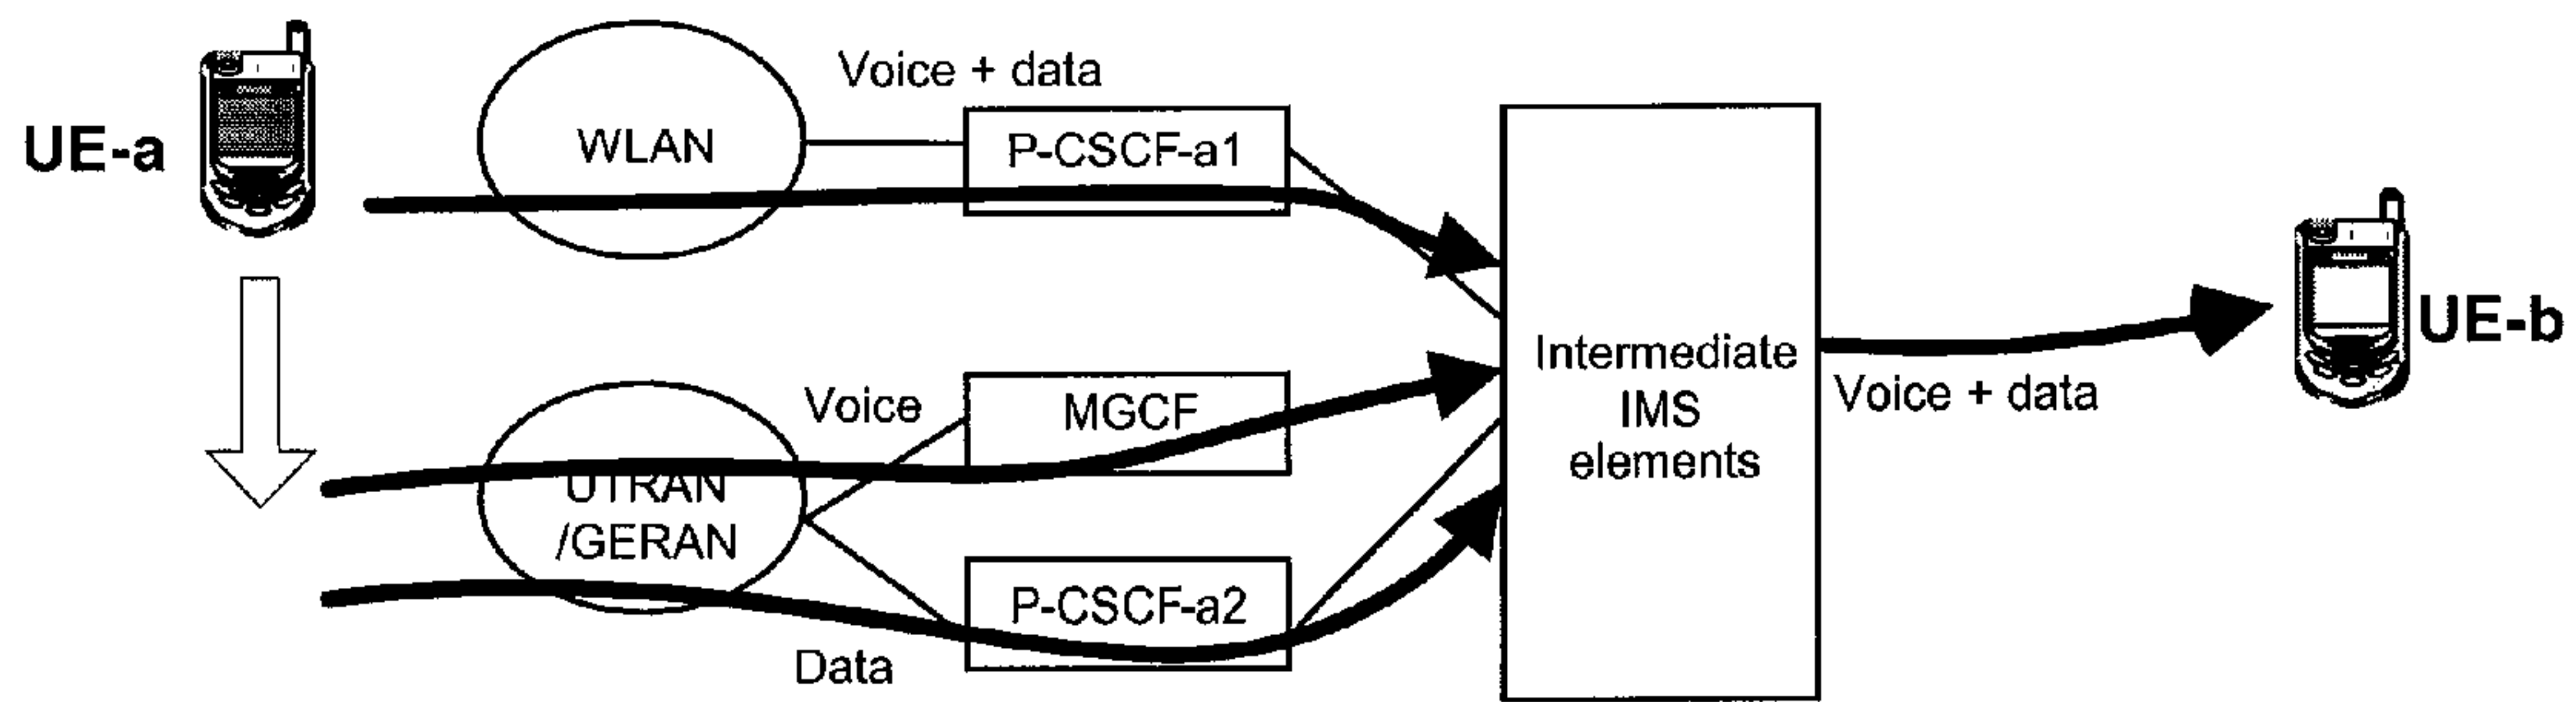 Voice + data
UE-a
WLAN
P-CSCF-a1
UE-b
Intermediate
IMS
elements
Voice + data
Voice
MGCF
UTRAN
/GERAN
P-CSCF-a2
Data